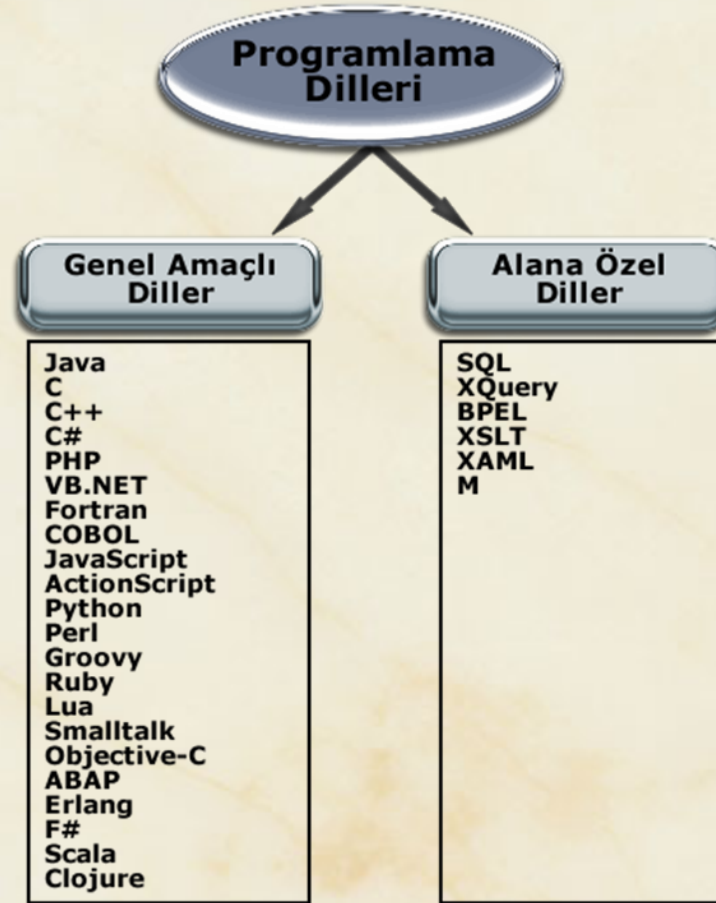 Programlama
Dilleri
Genel Amaçlı
Diller
Java
C
C++
C#
PHP
VB.NET
Fortran
COBOL
JavaScript
ActionScript
Python
Perl
Groovy
Ruby
Lua
Smalltalk
Objective-C
ABAP
Erlang
F#
Scala
Clojure
Alana Özel
Diller
SQL
XQuery
BPEL
XSLT
XAML
M